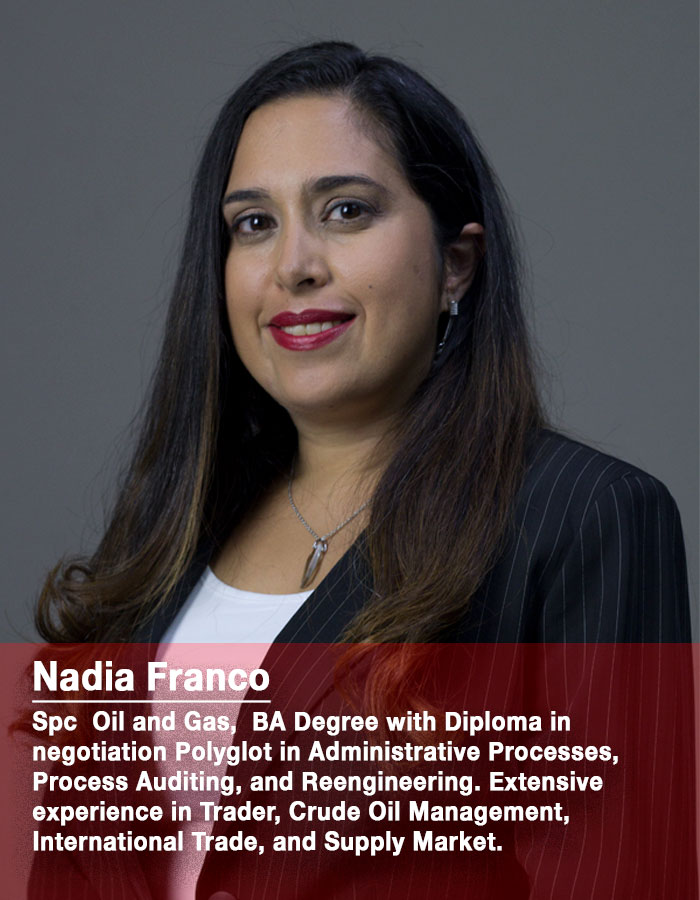 Nadia Franco
Spc Oil and Gas, BA Degree with Diploma in
negotiation Polyglot in Administrative Processes,
Process Auditing, and Reengineering. Extensive
experience in Trader, Crude Oil Management,
International Trade, and Supply Market.